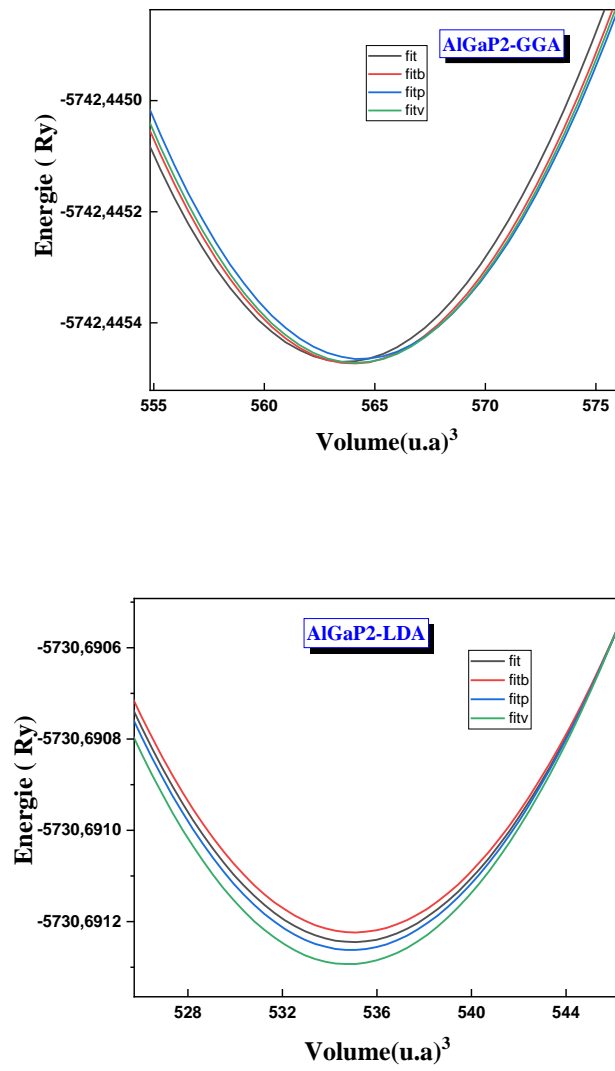 AlGaP2-GGA
fit
fitb
fitp
fitv
-5742,4450
-5742,4452
-5742,4454
Energie ( Ry)
555 560 565 570 575
Volume(u.a)³
AlGaP2-LDA
fit
fitb
fitp
fitv
-5730,6906
-5730,6908
-5730,6910
-5730,6912
Energie ( Ry)
528 532 536 540 544
Volume(u.a)³